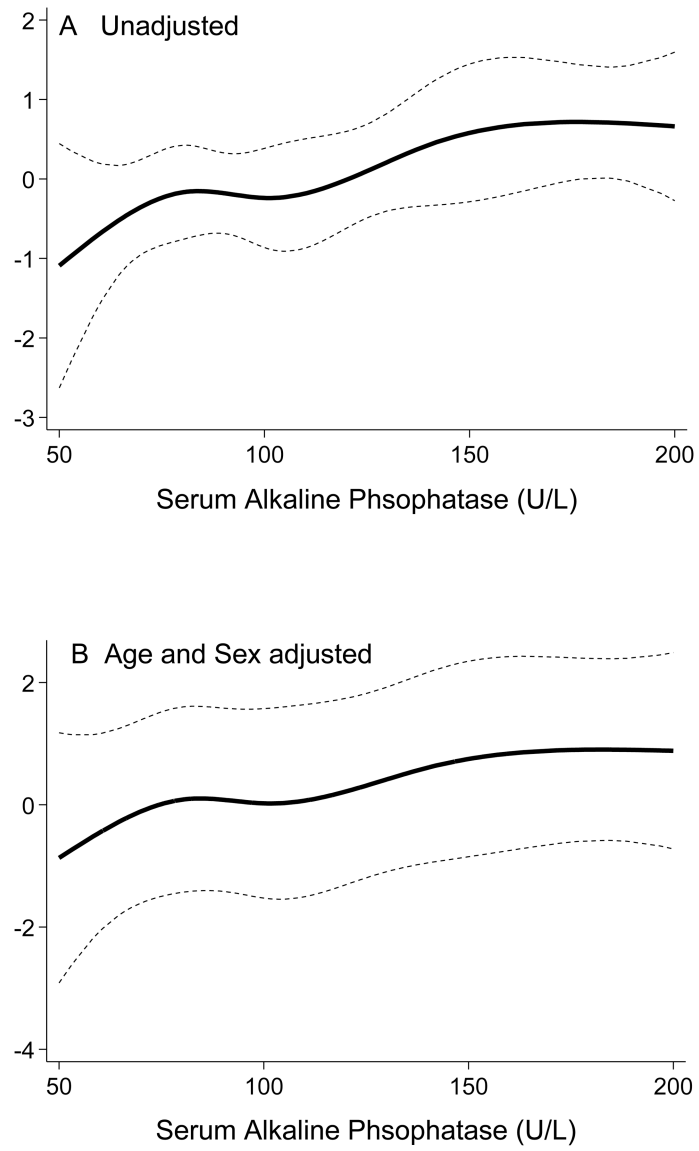 2
A Unadjusted
1
0
-1
-2
-3
50 100 150 200
Serum Alkaline Phsophatase (U/L)
B Age and Sex adjusted
2
0
-2
-4
50 100 150 200
Serum Alkaline Phsophatase (U/L)